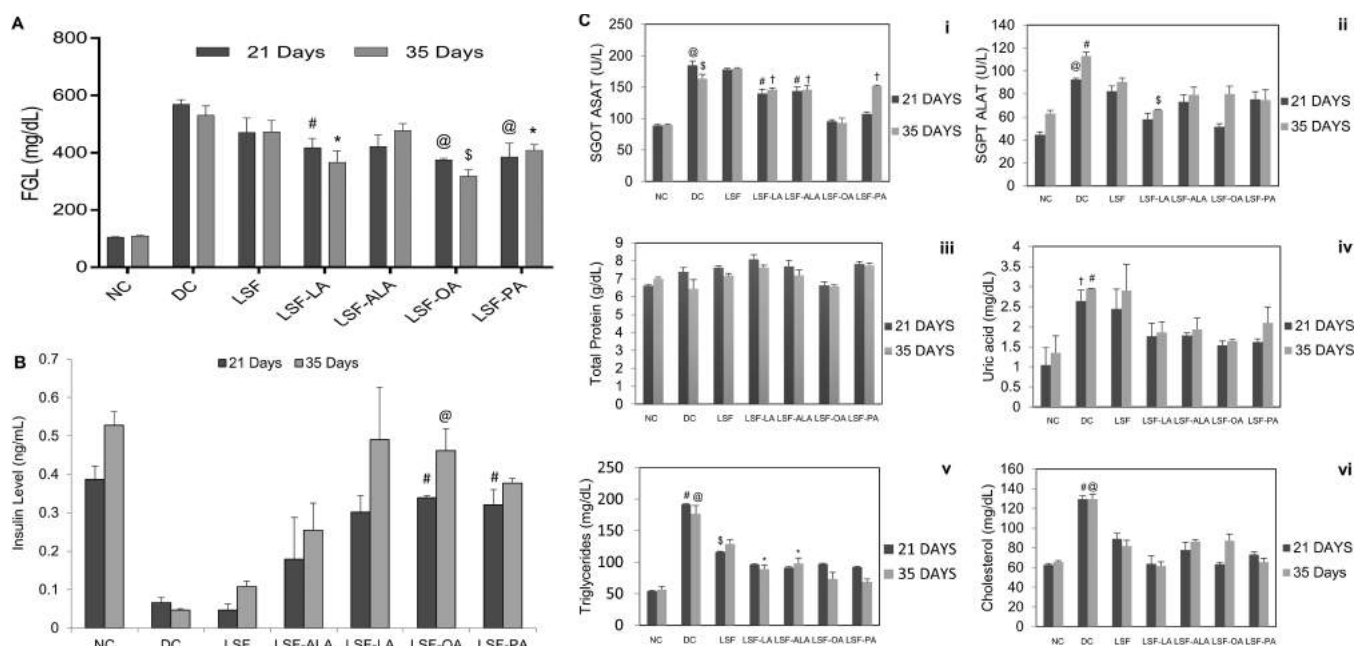 A
800
600
400
200
0
FGL (mg/dL)
21 Days 35 Days
# * @ $ @ *
NC DC LSF LSF-LA LSF-ALA LSF-OA LSF-PA
B
0.7
0.6
0.5
0.4
0.3
0.2
0.1
0
Insulin Level (ng/mL)
21 Days 35 Days
# @ #
NC DC LSF LSF-ALA LSF-LA LSF-OA LSF-PA
C
i
250
200
150
100
50
0
SGOT ASAT (U/L)
@ $ # † # † †
21 DAYS
35 DAYS
NC DC LSF LSF-LA LSF-ALA LSF-OA LSF-PA
ii
140
120
100
80
60
40
20
0
SGPT ALAT (U/L)
@ # $
21 DAYS
35 DAYS
NC DC LSF LSF-LA LSF-ALA LSF-OA LSF-PA
iii
9
8
7
6
5
4
3
2
1
0
Total Protein (g/dL)
21 DAYS
35 DAYS
NC DC LSF LSF-LA LSF-ALA LSF-OA LSF-PA
iv
4
3.5
3
2.5
2
1.5
1
0.5
0
Uric acid (mg/dL)
† #
21 DAYS
35 DAYS
NC DC LSF LSF-LA LSF-ALA LSF-OA LSF-PA
v
250
200
150
100
50
0
Triglycerides (mg/dL)
# @ $ * *
21 DAYS
35 DAYS
NC DC LSF LSF-LA LSF-ALA LSF-OA LSF-PA
vi
160
140
120
100
80
60
40
20
0
Cholesterol (mg/dL)
#@
21 DAYS
35 Days
NC DC LSF LSF-LA LSF-ALA LSF-OA LSF-PA